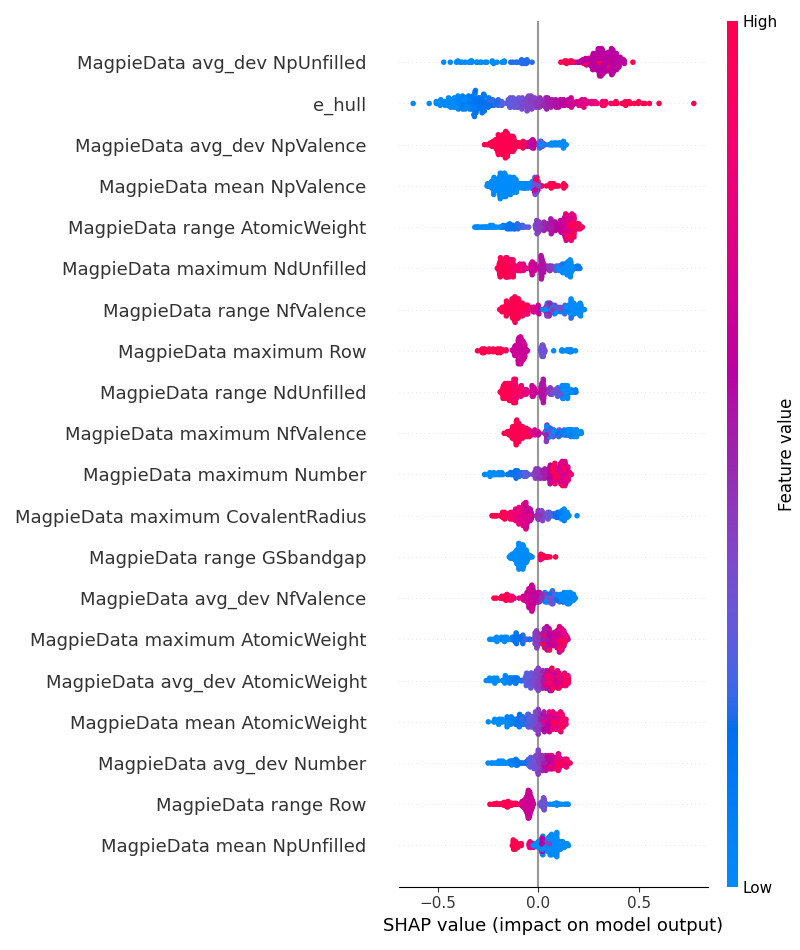 High
MagpieData avg_dev NpUnfilled
e_hull
MagpieData avg_dev NpValence
MagpieData mean NpValence
MagpieData range AtomicWeight
MagpieData maximum NdUnfilled
MagpieData range NfValence
MagpieData maximum Row
MagpieData range NdUnfilled
MagpieData maximum NfValence
MagpieData maximum Number
MagpieData maximum CovalentRadius
MagpieData range GSbandgap
MagpieData avg_dev NfValence
MagpieData maximum AtomicWeight
MagpieData avg_dev AtomicWeight
MagpieData mean AtomicWeight
MagpieData avg_dev Number
MagpieData range Row
MagpieData mean NpUnfilled
Feature value
Low
−0.5 0.0 0.5
SHAP value (impact on model output)